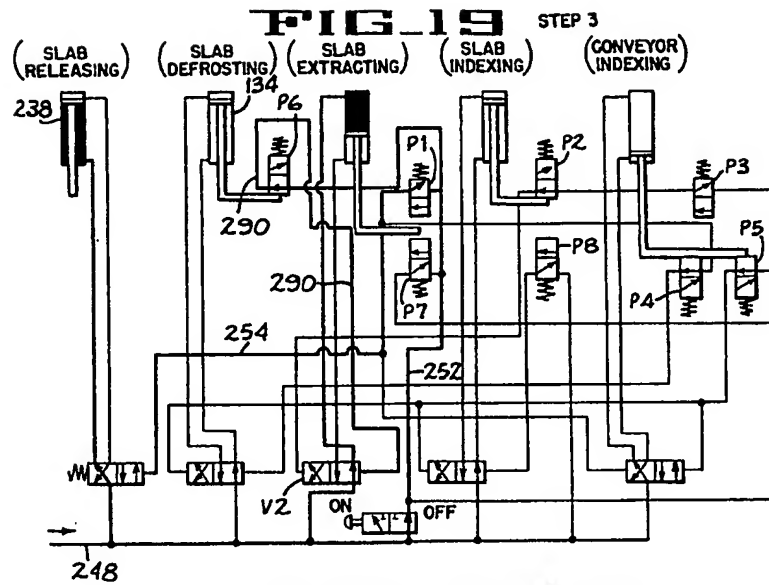 FIG_19 STEP 3
(SLAB RELEASING)
(SLAB DEFROSTING)
(SLAB EXTRACTING)
(SLAB INDEXING)
(CONVEYOR INDEXING)
238
134
P6
P1
P2
P3
290
P5
P8
290
P7
P4
254
252
V2
ON
OFF
248